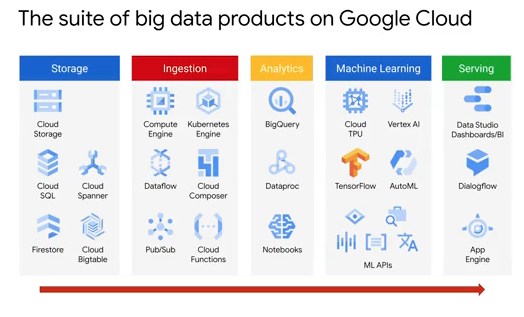 The suite of big data products on Google Cloud
Storage
Cloud
Storage
Cloud
SQL
Cloud
Spanner
Firestore
Cloud
Bigtable
Ingestion
Compute
Engine
Kubernetes
Engine
Dataflow
Cloud
Composer
Pub/Sub
Cloud
Functions
Analytics
BigQuery
Dataproc
Notebooks
Machine Learning
Cloud
TPU
Vertex AI
TensorFlow
AutoML
ML APIs
Serving
Data Studio
Dashboards/BI
Dialogflow
App
Engine